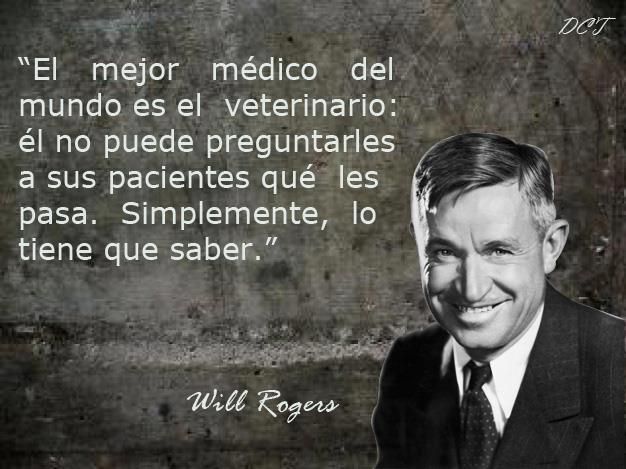 DCT
“El mejor médico del
mundo es el veterinario:
él no puede preguntarles
a sus pacientes qué les
pasa. Simplemente, lo
tiene que saber.”
Will Rogers